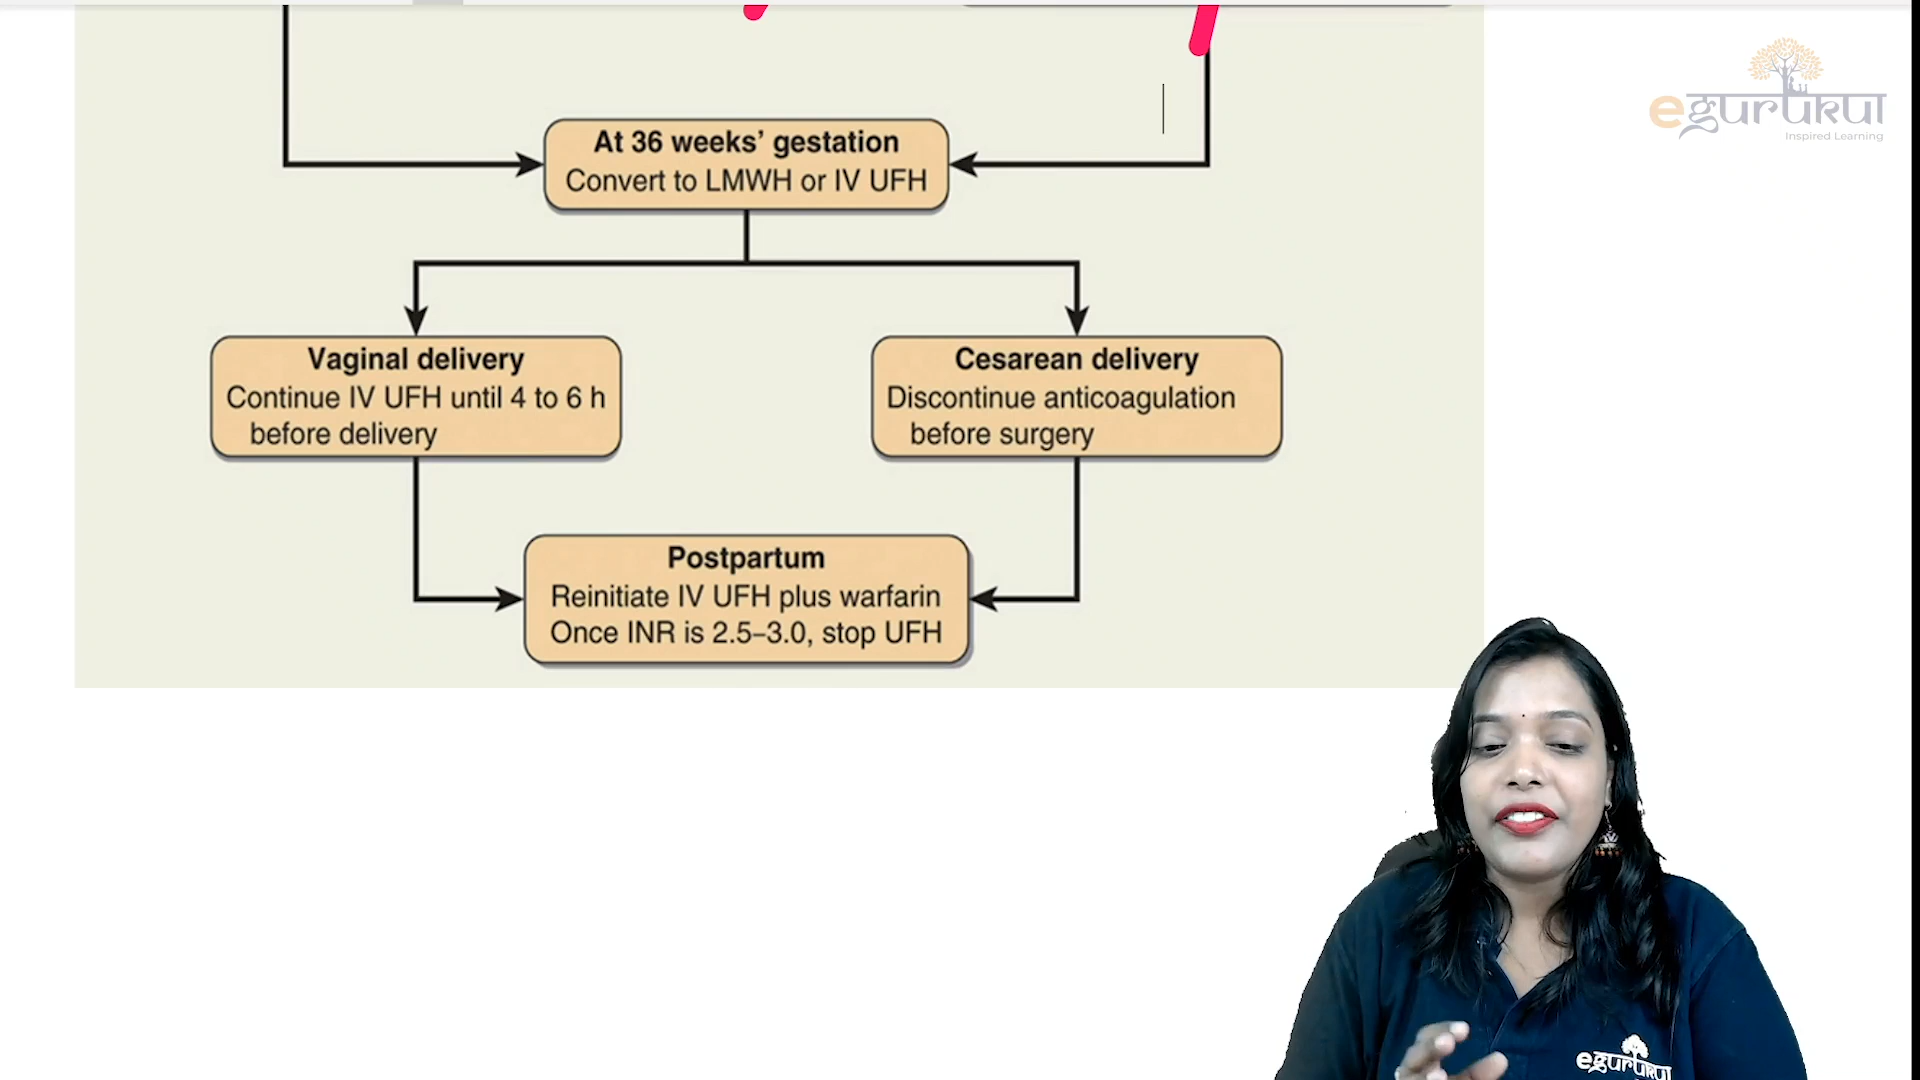 egurukul
Inspired Learning
At 36 weeks’ gestation
Convert to LMWH or IV UFH
Vaginal delivery
Continue IV UFH until 4 to 6 h
before delivery
Cesarean delivery
Discontinue anticoagulation
before surgery
Postpartum
Reinitiate IV UFH plus warfarin
Once INR is 2.5–3.0, stop UFH
egurukul